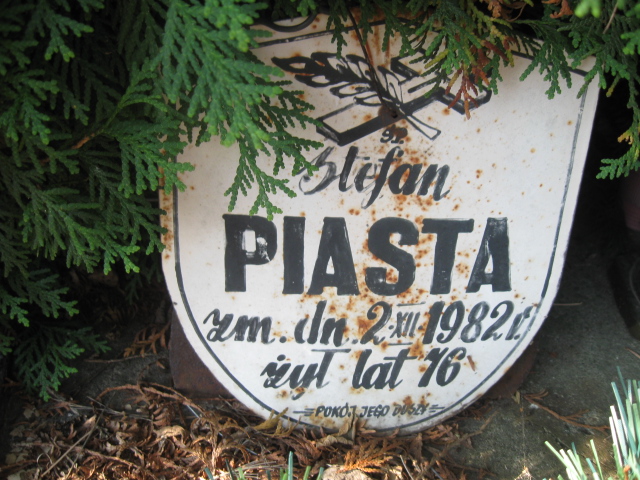 Stefan
PIASTA
zm. dn. 2 XII 1982 r.
żył lat 76
=POKÓJ JEGO DUSZY=